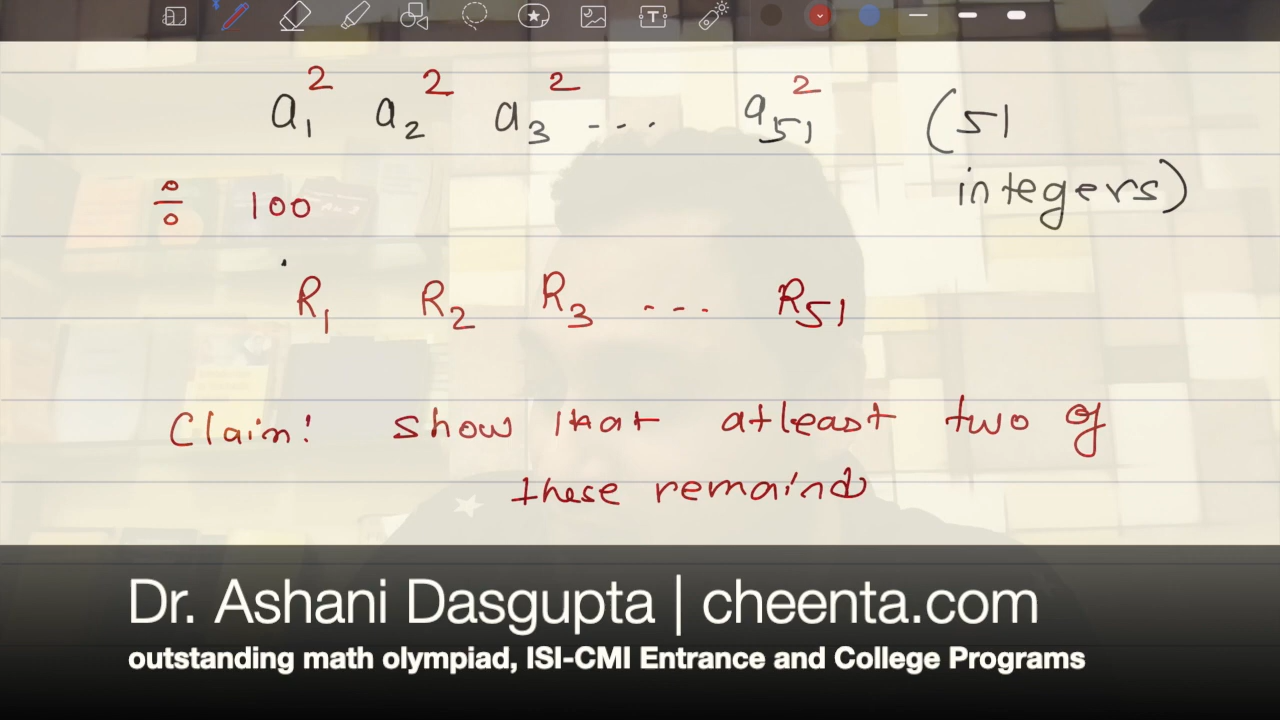 a₁² a₂² a₃² --- a₅₁² (51
integers)
÷ 100
R₁ R₂ R₃ --- R₅₁
Claim: show that atleast two of
these remaind
Dr. Ashani Dasgupta | cheenta.com
outstanding math olympiad, ISI-CMI Entrance and College Programs